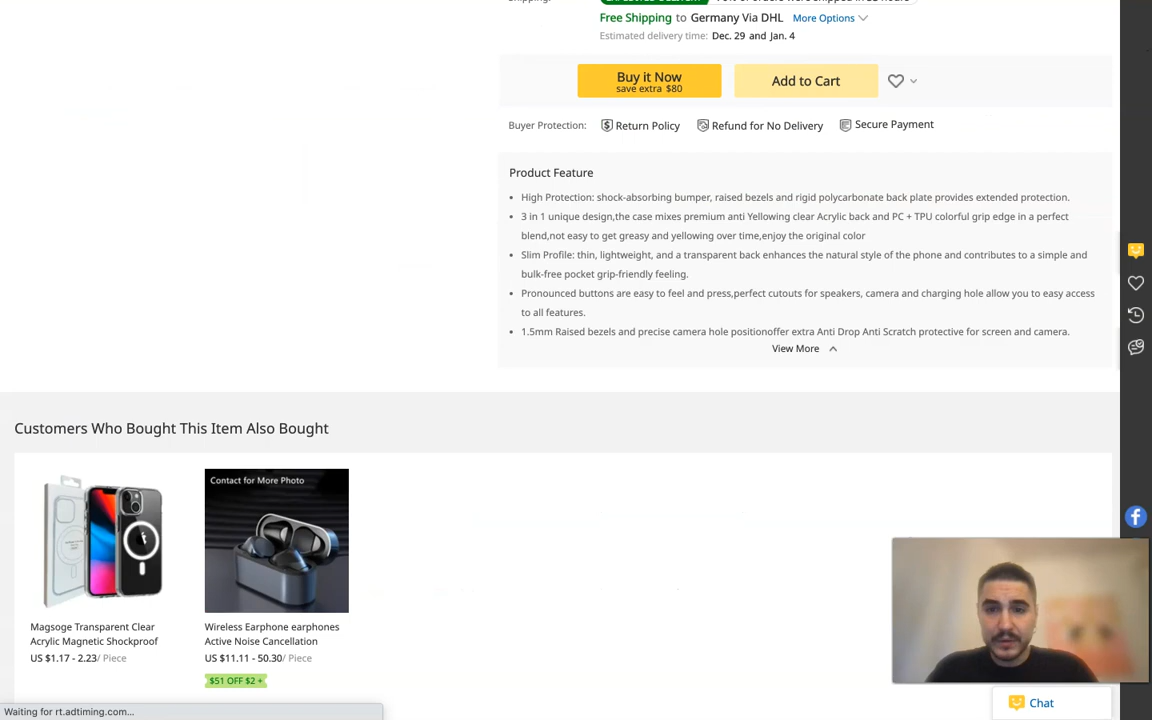 Free Shipping to Germany Via DHL More Options
Estimated delivery time: Dec. 29 and Jan. 4
Buy it Now
save extra $80
Add to Cart
Buyer Protection: Return Policy Refund for No Delivery Secure Payment
Product Feature
High Protection: shock-absorbing bumper, raised bezels and rigid polycarbonate back plate provides extended protection.
3 in 1 unique design,the case mixes premium anti Yellowing clear Acrylic back and PC + TPU colorful grip edge in a perfect
blend,not easy to get greasy and yellowing over time,enjoy the original color
Slim Profile: thin, lightweight, and a transparent back enhances the natural style of the phone and contributes to a simple and
bulk-free pocket grip-friendly feeling.
Pronounced buttons are easy to feel and press,perfect cutouts for speakers, camera and charging hole allow you to easy access
to all features.
1.5mm Raised bezels and precise camera hole positionoffer extra Anti Drop Anti Scratch protective for screen and camera.
View More
Customers Who Bought This Item Also Bought
Contact for More Photo
Magsoge Transparent Clear
Acrylic Magnetic Shockproof
US $1.17 - 2.23/ Piece
Wireless Earphone earphones
Active Noise Cancellation
US $11.11 - 50.30/ Piece
$51 OFF $2 +
Chat
Waiting for rt.adtiming.com...